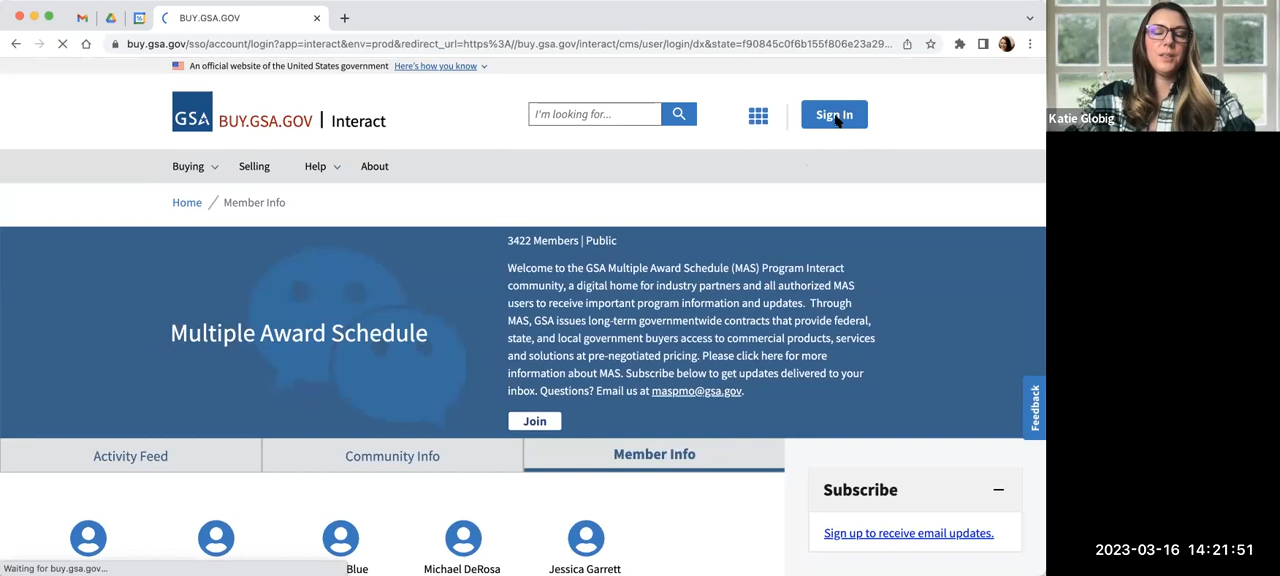 BUY.GSA.GOV
buy.gsa.gov/sso/account/login?app=interact&env=prod&redirect_url=https%3A//buy.gsa.gov/interact/cms/user/login/dx&state=f90845c0f6b155f806e23a29...
An official website of the United States government Here's how you know
GSA BUY.GSA.GOV | Interact
I'm looking for...
Sign In
Katie Globig
Buying Selling Help About
Home / Member Info
3422 Members | Public
Welcome to the GSA Multiple Award Schedule (MAS) Program Interact
community, a digital home for industry partners and all authorized MAS
users to receive important program information and updates. Through
MAS, GSA issues long-term governmentwide contracts that provide federal,
state, and local government buyers access to commercial products, services
and solutions at pre-negotiated pricing. Please click here for more
information about MAS. Subscribe below to get updates delivered to your
inbox. Questions? Email us at maspmo@gsa.gov.
Multiple Award Schedule
Join
Feedback
Activity Feed Community Info Member Info
Subscribe
Sign up to receive email updates.
Waiting for buy.gsa.gov...
Blue Michael DeRosa Jessica Garrett
2023-03-16 14:21:51